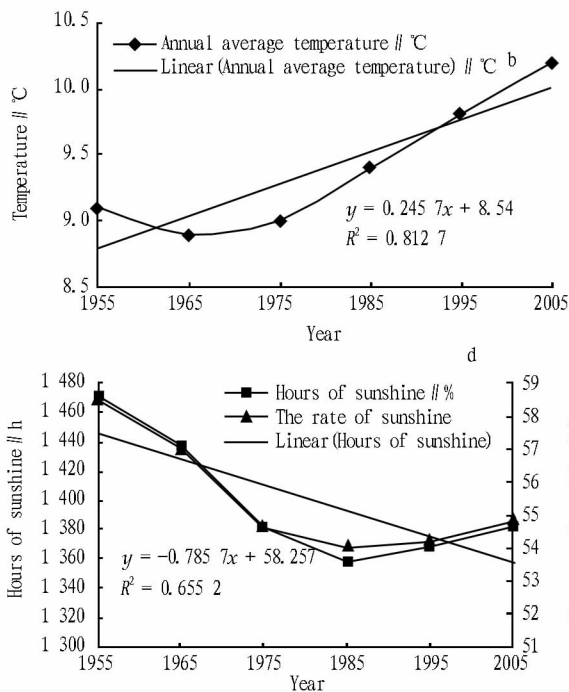 10.5
10.0
9.5
9.0
8.5
Temperature // ℃
Annual average temperature // ℃
Linear (Annual average temperature) // ℃
b
y = 0.245 7x + 8.54
R² = 0.812 7
1955 1965 1975 1985 1995 2005
Year
d
1 480
1 460
1 440
1 420
1 400
1 380
1 360
1 340
1 320
1 300
Hours of sunshine // h
Hours of sunshine // %
The rate of sunshine
Linear (Hours of sunshine)
y = -0.785 7x + 58.257
R² = 0.655 2
59
58
57
56
55
54
53
52
51
1955 1965 1975 1985 1995 2005
Year